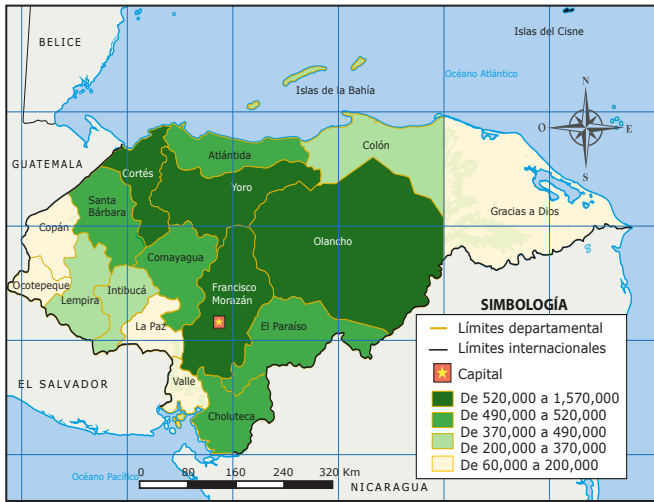 BELICE
Islas del Cisne
Océano Atlántico
Islas de la Bahía
N
O
E
S
GUATEMALA
Cortés
Atlántida
Colón
Yoro
Santa
Bárbara
Copán
Gracias a Dios
Olancho
Comayagua
Ocotepeque
Intibucá
Lempira
Francisco
Morazán
La Paz
El Paraíso
EL SALVADOR
Valle
Choluteca
Océano Pacífico
0 80 160 240 320 Km
NICARAGUA
SIMBOLOGÍA
Límites departamental
Límites internacionales
Capital
De 520,000 a 1,570,000
De 490,000 a 520,000
De 370,000 a 490,000
De 200,000 a 370,000
De 60,000 a 200,000